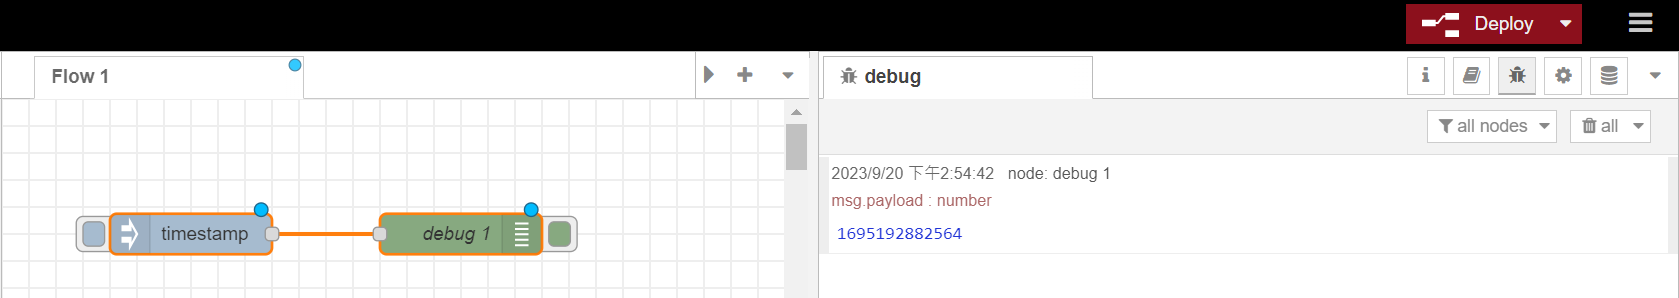 Deploy
Flow 1
debug
all nodes
all
2023/9/20 下午2:54:42 node: debug 1
msg.payload : number
timestamp
debug 1
1695192882564